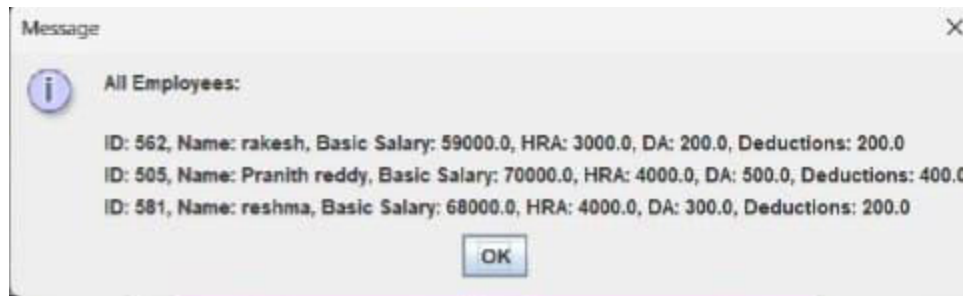 Message
All Employees:
ID: 562, Name: rakesh, Basic Salary: 59000.0, HRA: 3000.0, DA: 200.0, Deductions: 200.0
ID: 505, Name: Pranith reddy, Basic Salary: 70000.0, HRA: 4000.0, DA: 500.0, Deductions: 400.0
ID: 581, Name: reshma, Basic Salary: 68000.0, HRA: 4000.0, DA: 300.0, Deductions: 200.0
OK